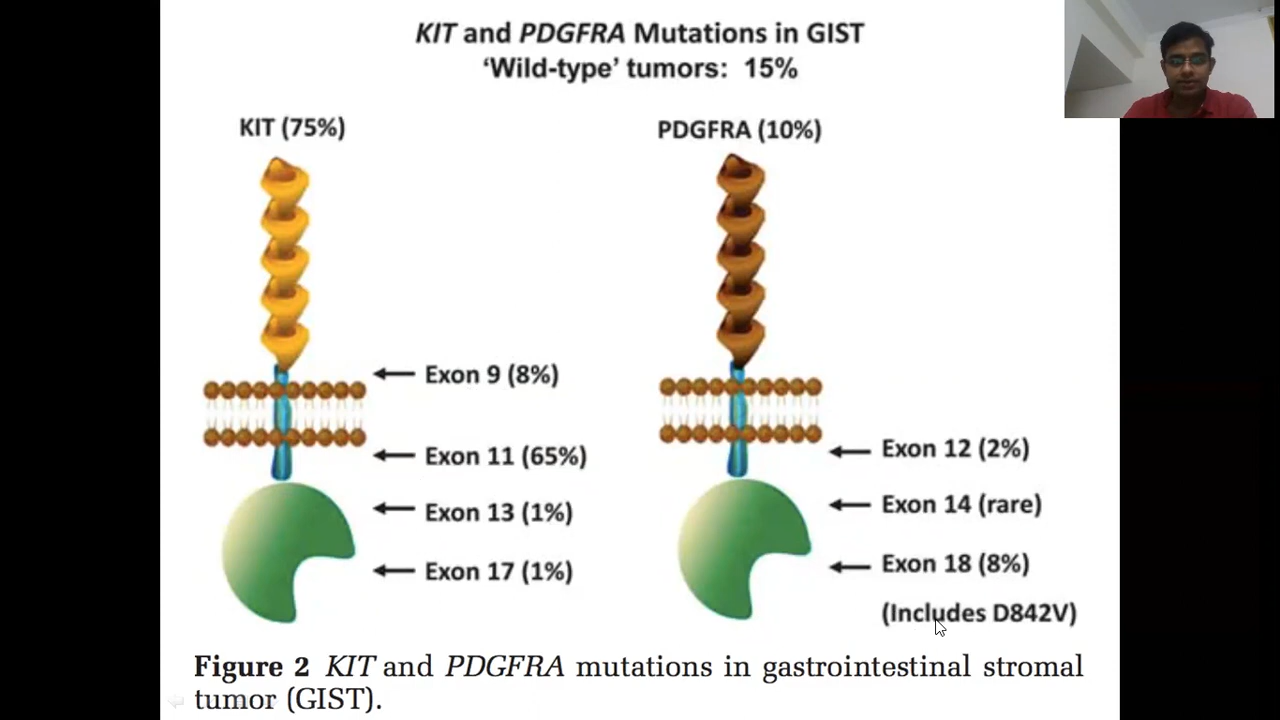 KIT and PDGFRA Mutations in GIST
‘Wild-type’ tumors: 15%
KIT (75%)
PDGFRA (10%)
Exon 9 (8%)
Exon 11 (65%)
Exon 13 (1%)
Exon 17 (1%)
Exon 12 (2%)
Exon 14 (rare)
Exon 18 (8%)
(Includes D842V)
Figure 2 KIT and PDGFRA mutations in gastrointestinal stromal
tumor (GIST).